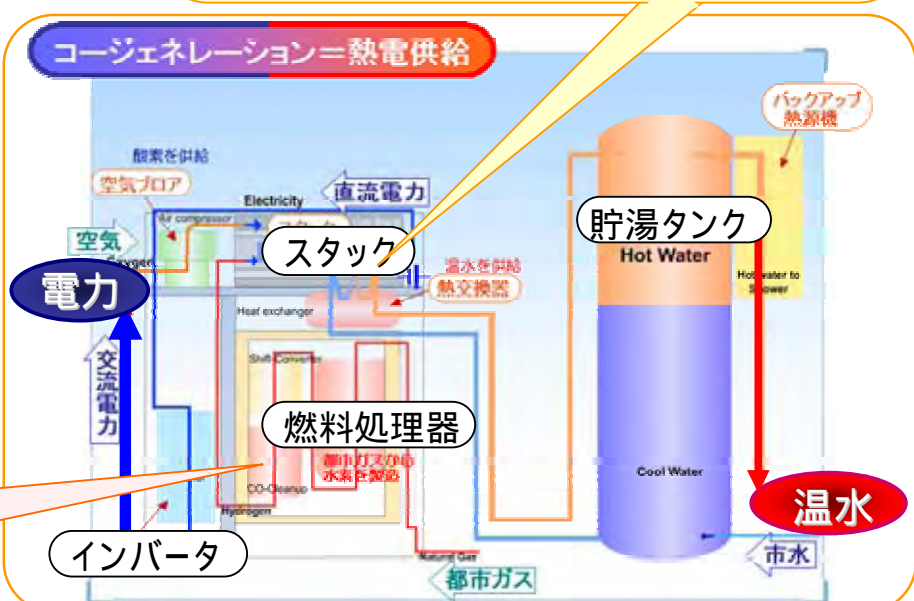 コージェネレーション＝熱電供給
バックアップ
熱源機
酸素を供給
空気ブロア
Electricity
直流電力
Air compressor
空気
スタック
貯湯タンク
Hot Water
温水を供給
熱交換器
Hot water to
Shower
電力
Heat exchanger
Shift-Converter
交流電力
燃料処理器
都市ガスから
水素を製造
CO-Cleanup
Hydrogen
Cool Water
温水
インバータ
Natural Gas
都市ガス
市水